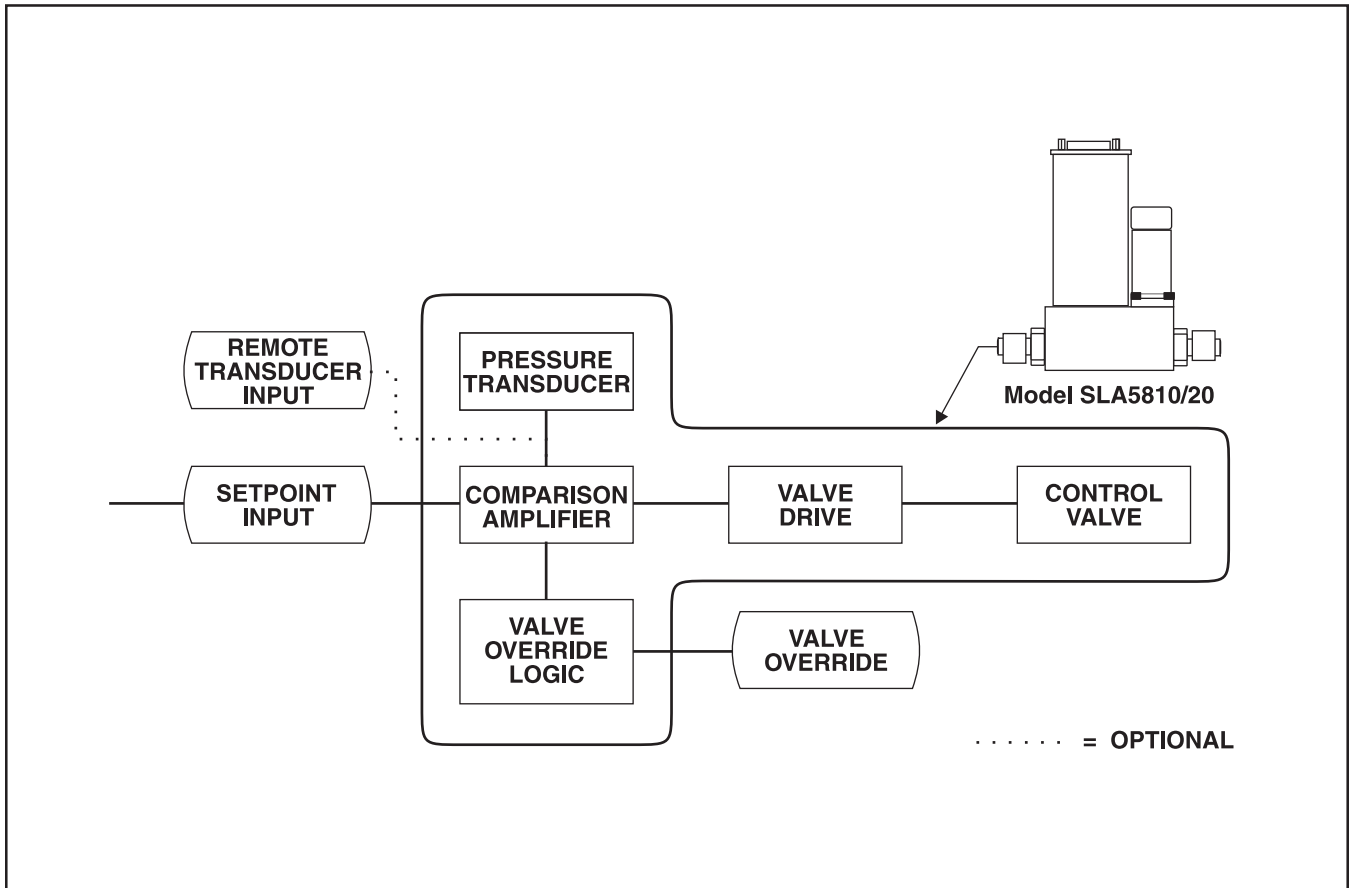 REMOTE
TRANSDUCER
INPUT
PRESSURE
TRANSDUCER
Model SLA5810/20
SETPOINT
INPUT
COMPARISON
AMPLIFIER
VALVE
DRIVE
CONTROL
VALVE
VALVE
OVERRIDE
LOGIC
VALVE
OVERRIDE
. . . . . . = OPTIONAL